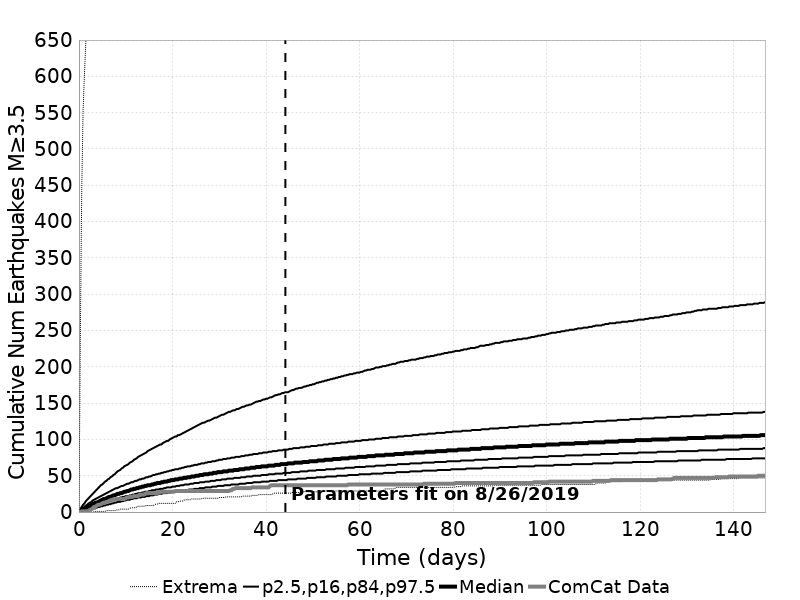 Cumulative Num Earthquakes M≥3.5
650
600
550
500
450
400
350
300
250
200
150
100
50
0
Parameters fit on 8/26/2019
0 20 40 60 80 100 120 140
Time (days)
Extrema p2.5,p16,p84,p97.5 Median ComCat Data